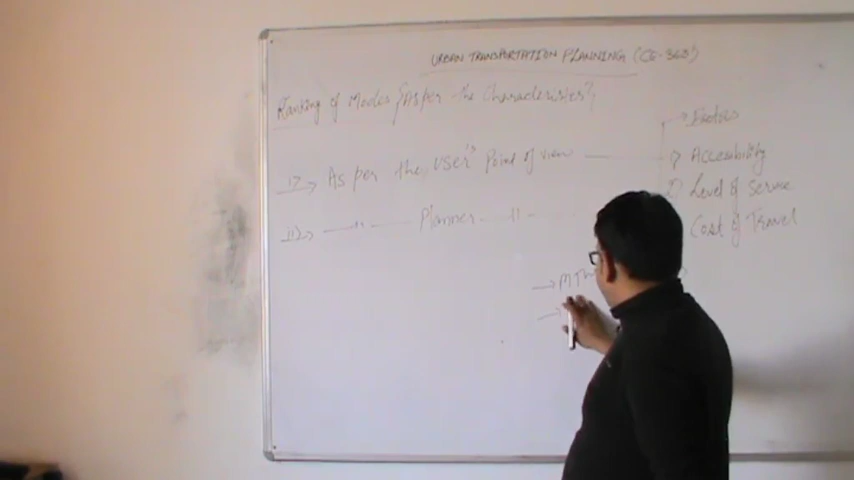 URBAN TRANSPORTATION PLANNING (CE-363)
Ranking of Modes {As per the Characteristics},
→ Factors
I> As per the user's Point of view — Accessibility
Level of Service
II> —"— Planner —"— Cost of Travel
→
→